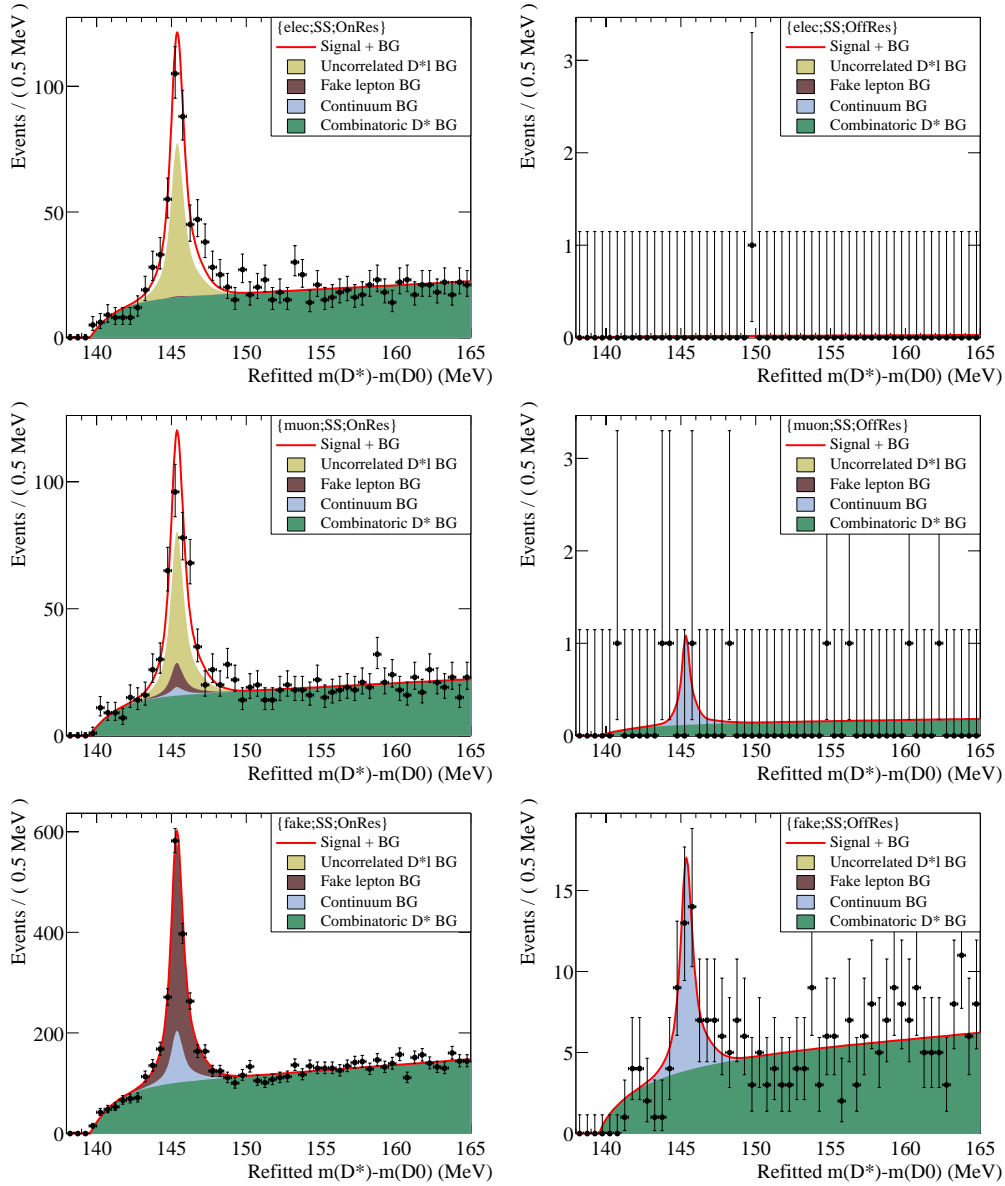 Events / ( 0.5 MeV )
{elec;SS;OnRes}
Signal + BG
Uncorrelated D*l BG
Fake lepton BG
Continuum BG
Combinatoric D* BG
100
50
0
140 145 150 155 160 165
Refitted m(D*)-m(D0) (MeV)
Events / ( 0.5 MeV )
{elec;SS;OffRes}
Signal + BG
Uncorrelated D*l BG
Fake lepton BG
Continuum BG
Combinatoric D* BG
3
2
1
0
140 145 150 155 160 165
Refitted m(D*)-m(D0) (MeV)
Events / ( 0.5 MeV )
{muon;SS;OnRes}
Signal + BG
Uncorrelated D*l BG
Fake lepton BG
Continuum BG
Combinatoric D* BG
100
50
0
140 145 150 155 160 165
Refitted m(D*)-m(D0) (MeV)
Events / ( 0.5 MeV )
{muon;SS;OffRes}
Signal + BG
Uncorrelated D*l BG
Fake lepton BG
Continuum BG
Combinatoric D* BG
3
2
1
0
140 145 150 155 160 165
Refitted m(D*)-m(D0) (MeV)
Events / ( 0.5 MeV )
{fake;SS;OnRes}
Signal + BG
Uncorrelated D*l BG
Fake lepton BG
Continuum BG
Combinatoric D* BG
600
400
200
0
140 145 150 155 160 165
Refitted m(D*)-m(D0) (MeV)
Events / ( 0.5 MeV )
{fake;SS;OffRes}
Signal + BG
Uncorrelated D*l BG
Fake lepton BG
Continuum BG
Combinatoric D* BG
15
10
5
0
140 145 150 155 160 165
Refitted m(D*)-m(D0) (MeV)